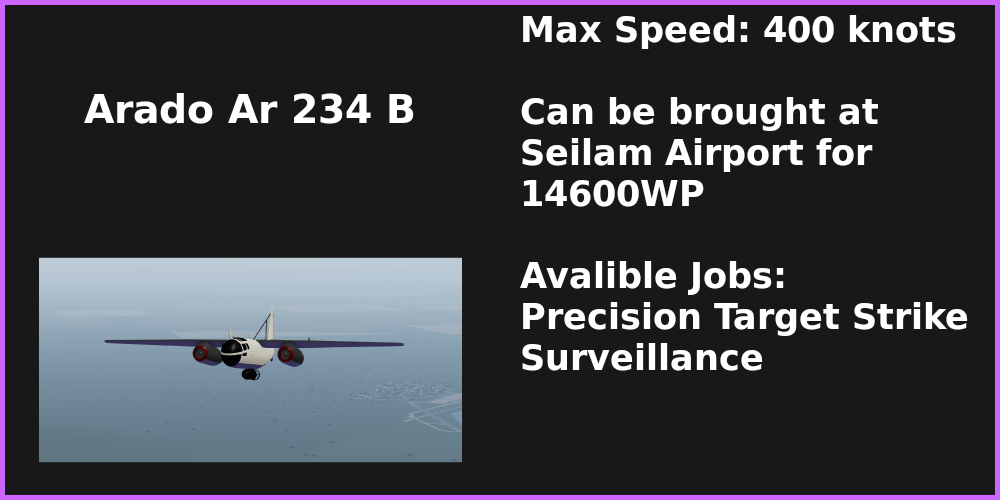 Arado Ar 234 B
Max Speed: 400 knots
Can be brought at
Seilam Airport for
14600WP
Avalible Jobs:
Precision Target Strike
Surveillance